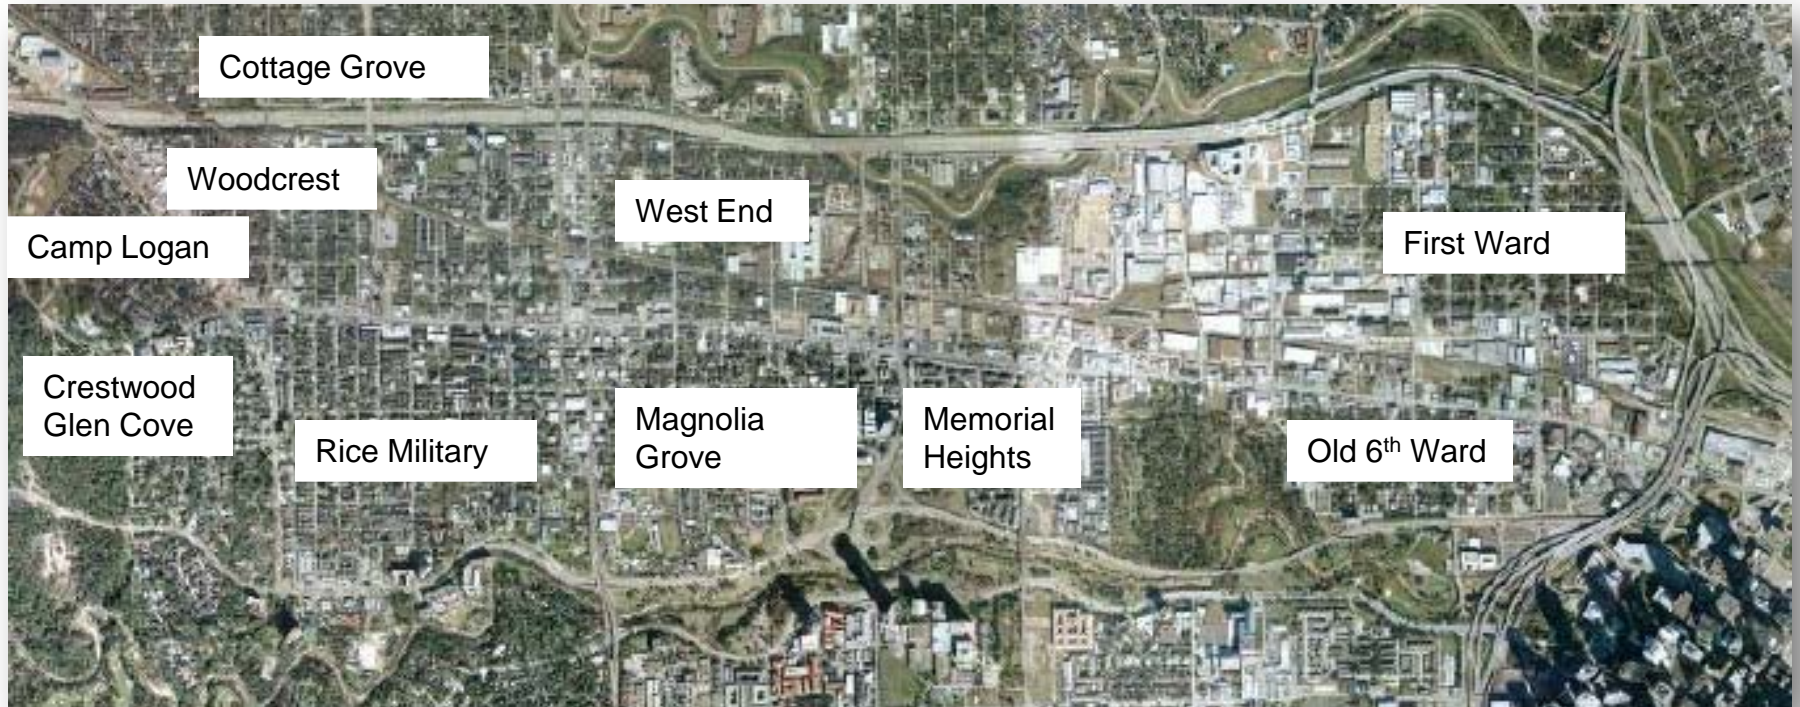 Cottage Grove
Woodcrest
West End
Camp Logan
First Ward
Crestwood
Glen Cove
Rice Military
Magnolia
Grove
Memorial
Heights
Old 6th Ward